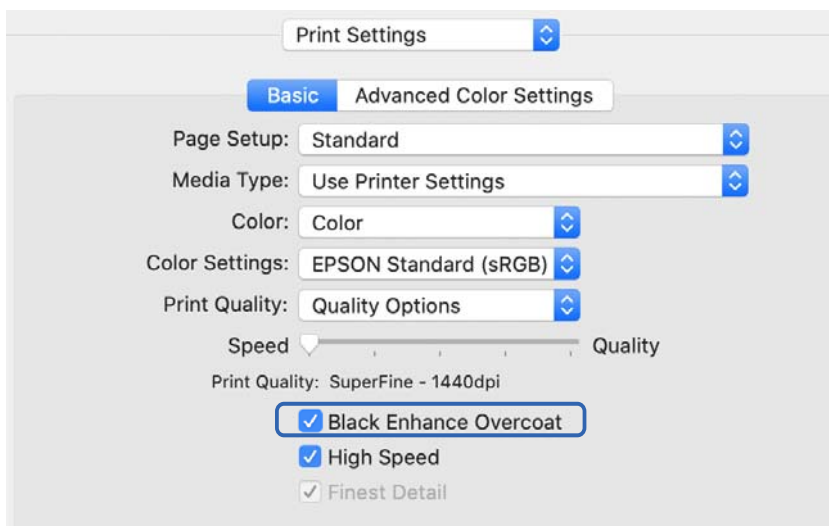 Print Settings
Basic Advanced Color Settings
Page Setup: Standard
Media Type: Use Printer Settings
Color: Color
Color Settings: EPSON Standard (sRGB)
Print Quality: Quality Options
Speed Quality
Print Quality: SuperFine - 1440dpi
Black Enhance Overcoat
High Speed
Finest Detail